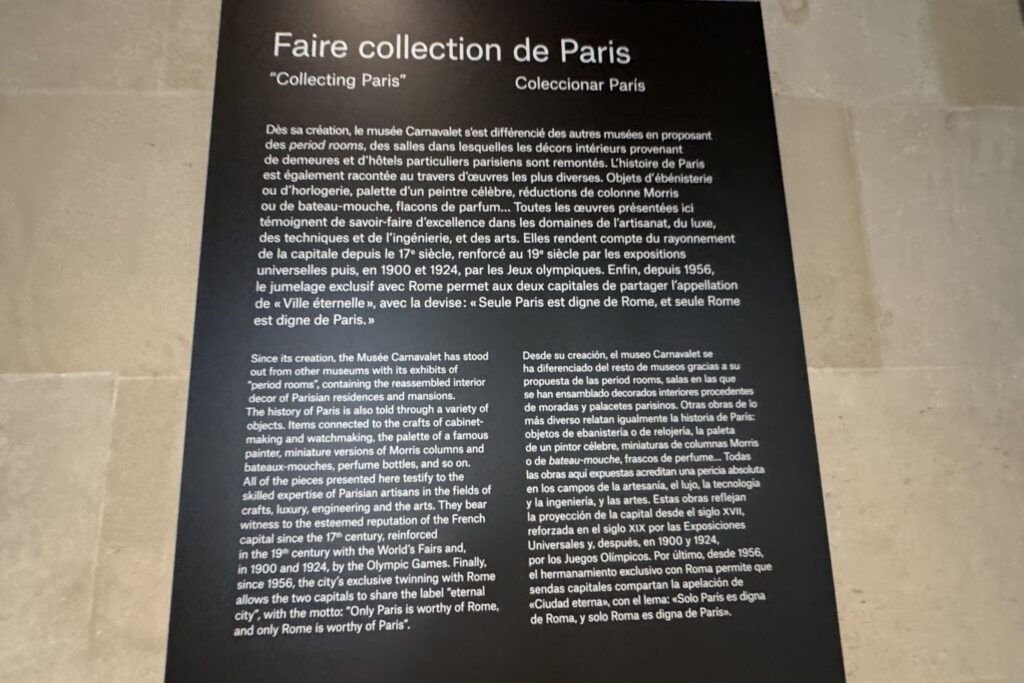 Faire collection de Paris
“Collecting Paris”
Coleccionar París
Dès sa création, le musée Carnavalet s’est différencié des autres musées en proposant
des period rooms, des salles dans lesquelles les décors intérieurs provenant
de demeures et d’hôtels particuliers parisiens sont remontés. L’histoire de Paris
est également racontée au travers d’œuvres les plus diverses. Objets d’ébénisterie
ou d’horlogerie, palette d’un peintre célèbre, réductions de colonne Morris
ou de bateau-mouche, flacons de parfum... Toutes les œuvres présentées ici
témoignent de savoir-faire d’excellence dans les domaines de l’artisanat, du luxe,
des techniques et de l’ingénierie, et des arts. Elles rendent compte du rayonnement
de la capitale depuis le 17e siècle, renforcé au 19e siècle par les expositions
universelles puis, en 1900 et 1924, par les Jeux olympiques. Enfin, depuis 1956,
le jumelage exclusif avec Rome permet aux deux capitales de partager l’appellation
de « Ville éternelle », avec la devise : « Seule Paris est digne de Rome, et seule Rome
est digne de Paris. »
Since its creation, the Musée Carnavalet has stood
out from other museums with its exhibits of
“period rooms”, containing the reassembled interior
decor of Parisian residences and mansions.
The history of Paris is also told through a variety of
objects. Items connected to the crafts of cabinet-
making and watchmaking, the palette of a famous
painter, miniature versions of Morris columns and
bateaux-mouches, perfume bottles, and so on.
All of the pieces presented here testify to the
skilled expertise of Parisian artisans in the fields of
crafts, luxury, engineering and the arts. They bear
witness to the esteemed reputation of the French
capital since the 17th century, reinforced
in the 19th century with the World’s Fairs and,
in 1900 and 1924, by the Olympic Games. Finally,
since 1956, the city’s exclusive twinning with Rome
allows the two capitals to share the label “eternal
city”, with the motto: “Only Paris is worthy of Rome,
and only Rome is worthy of Paris”.
Desde su creación, el museo Carnavalet se
ha diferenciado del resto de museos gracias a su
propuesta de las period rooms, salas en las que
se han ensamblado decorados interiores procedentes
de moradas y palacetes parisinos. Otras obras de lo
más diverso relatan igualmente la historia de París:
objetos de ebanistería o de relojería, la paleta
de un pintor célebre, miniaturas de columnas Morris
o de bateau-mouche, frascos de perfume... Todas
las obras aquí expuestas acreditan una pericia absoluta
en los campos de la artesanía, el lujo, la tecnología
y la ingeniería, y las artes. Estas obras reflejan
la proyección de la capital desde el siglo XVII,
reforzada en el siglo XIX por las Exposiciones
Universales y, después, en 1900 y 1924,
por los Juegos Olímpicos. Por último, desde 1956,
el hermanamiento exclusivo con Roma permite que
sendas capitales compartan la apelación de
«Ciudad eterna», con el lema: «Solo París es digna
de Roma, y solo Roma es digna de París».